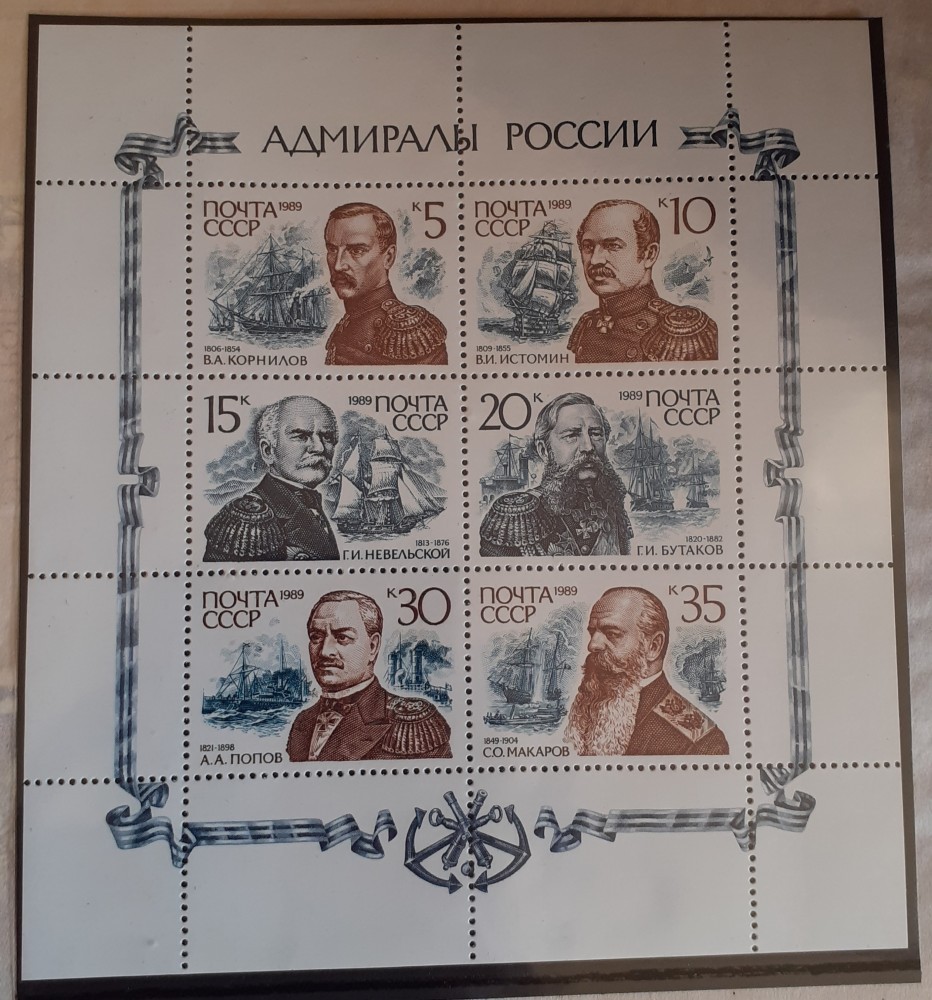 АДМИРАЛЫ РОССИИ
ПОЧТА 1989 К 5
СССР
1806-1854
В.А. КОРНИЛОВ
ПОЧТА 1989 К 10
СССР
1809-1855
В.И. ИСТОМИН
15 К 1989 ПОЧТА
СССР
1813-1876
Г.И. НЕВЕЛЬСКОЙ
20 К 1989 ПОЧТА
СССР
1820-1882
Г.И. БУТАКОВ
ПОЧТА 1989 К 30
СССР
1821-1898
А.А. ПОПОВ
ПОЧТА 1989 К 35
СССР
1849-1904
С.О. МАКАРОВ